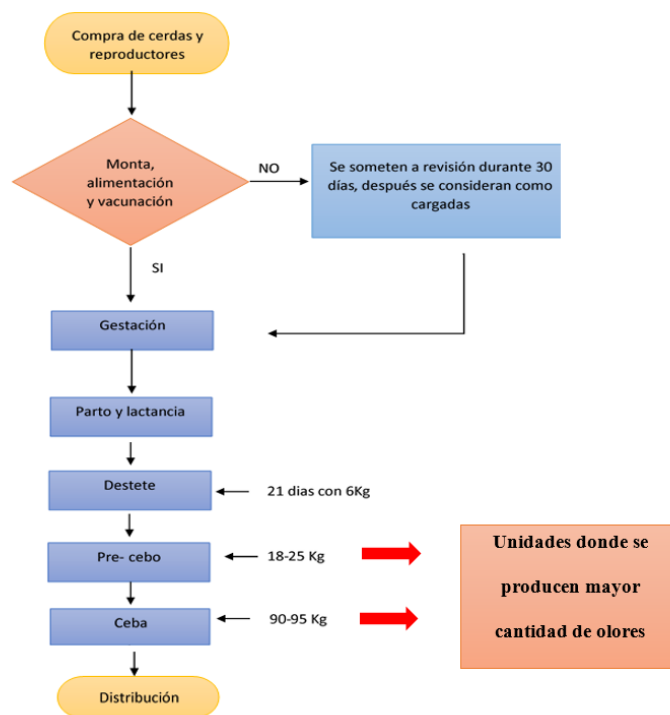 Compra de cerdas y
reproductores
Monta,
alimentación
y vacunación
NO
Se someten a revisión durante 30
días, después se consideran como
cargadas
SI
Gestación
Parto y lactancia
Destete
21 dias con 6Kg
Pre- cebo
18-25 Kg
Unidades donde se
producen mayor
cantidad de olores
Ceba
90-95 Kg
Distribución